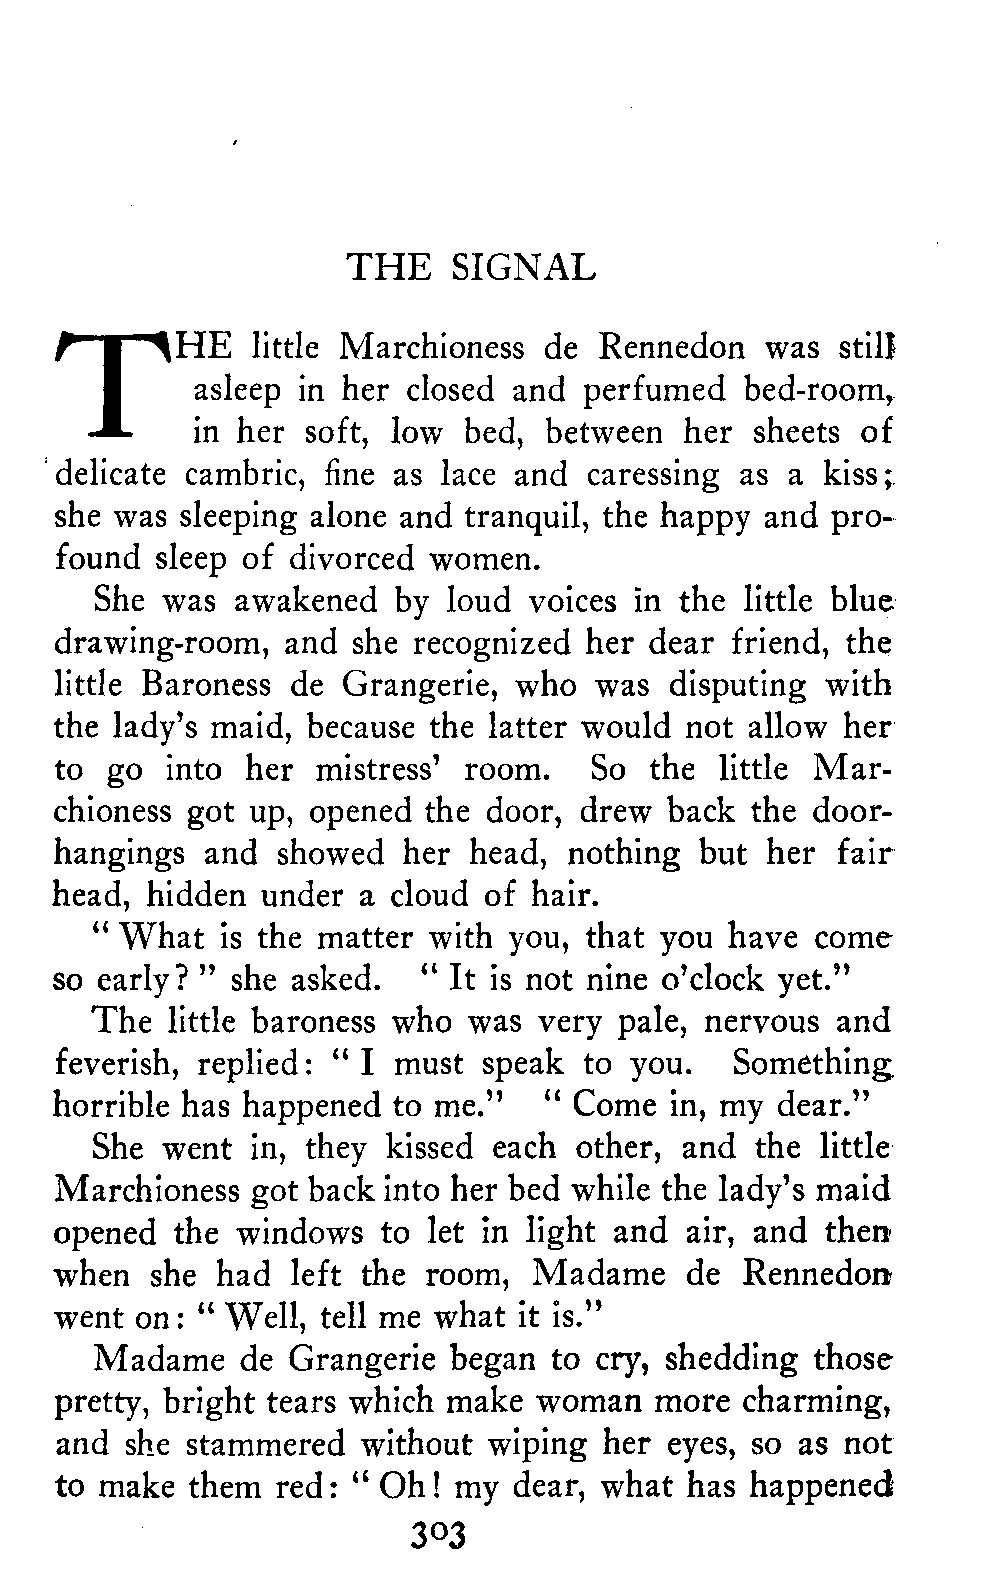 THE SIGNAL
THE little Marchioness de Rennedon was still
asleep in her closed and perfumed bed-room,
in her soft, low bed, between her sheets of
delicate cambric, fine as lace and caressing as a kiss;
she was sleeping alone and tranquil, the happy and pro-
found sleep of divorced women.
She was awakened by loud voices in the little blue
drawing-room, and she recognized her dear friend, the
little Baroness de Grangerie, who was disputing with
the lady's maid, because the latter would not allow her
to go into her mistress' room. So the little Mar-
chioness got up, opened the door, drew back the door-
hangings and showed her head, nothing but her fair
head, hidden under a cloud of hair.
"What is the matter with you, that you have come
so early?" she asked. "It is not nine o'clock yet."
The little baroness who was very pale, nervous and
feverish, replied: "I must speak to you. Something
horrible has happened to me." "Come in, my dear."
She went in, they kissed each other, and the little
Marchioness got back into her bed while the lady's maid
opened the windows to let in light and air, and then
when she had left the room, Madame de Rennedon
went on: "Well, tell me what it is."
Madame de Grangerie began to cry, shedding those
pretty, bright tears which make woman more charming,
and she stammered without wiping her eyes, so as not
to make them red: "Oh! my dear, what has happened
303